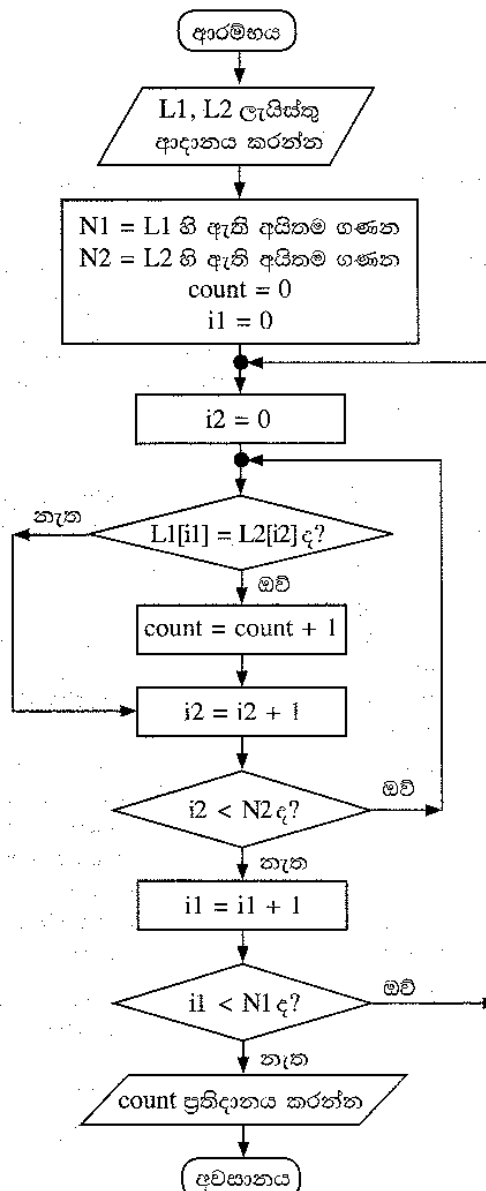 ආරම්භය
L1, L2 ලැයිස්තු
ආදානය කරන්න
N1 = L1 හි ඇති අයිතම ගණන
N2 = L2 හි ඇති අයිතම ගණන
count = 0
i1 = 0
i2 = 0
නැත
L1[i1] = L2[i2] ද?
ඔව්
count = count + 1
i2 = i2 + 1
i2 < N2 ද?
ඔව්
නැත
i1 = i1 + 1
i1 < N1 ද?
ඔව්
නැත
count ප්‍රතිදානය කරන්න
අවසානය